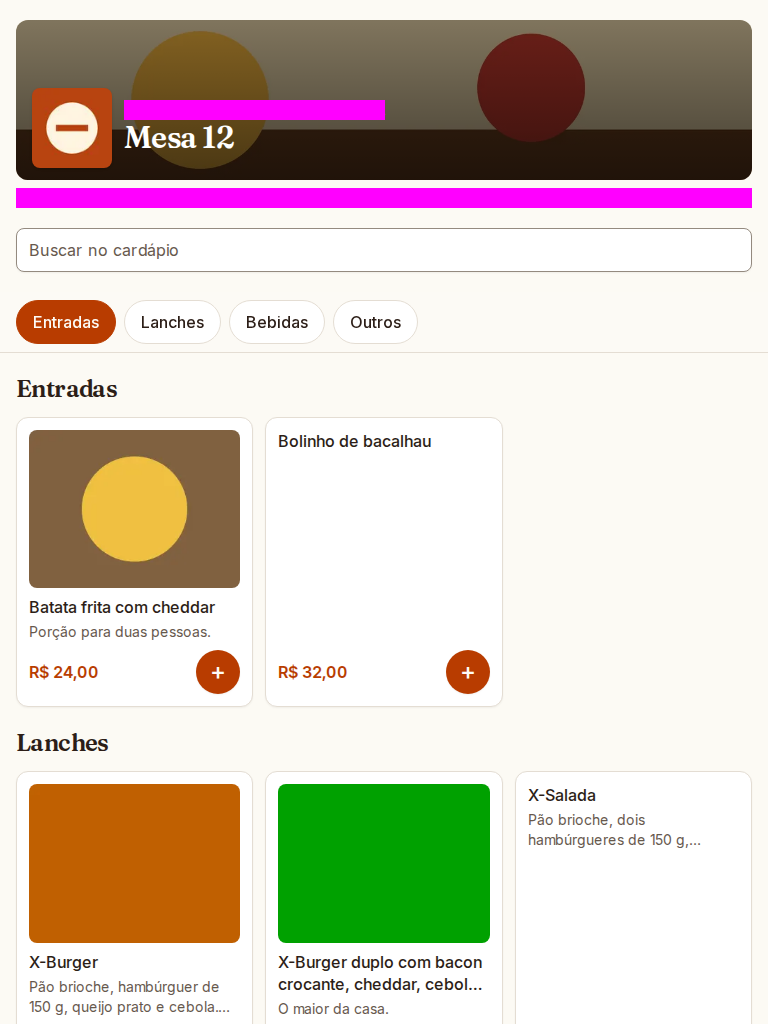 Mesa 12
Buscar no cardápio
Entradas
Lanches
Bebidas
Outros
Entradas
Batata frita com cheddar
Porção para duas pessoas.
R$ 24,00
+
Bolinho de bacalhau
R$ 32,00
+
Lanches
X-Burger
Pão brioche, hambúrguer de
150 g, queijo prato e cebola....
X-Burger duplo com bacon
crocante, cheddar, cebol...
O maior da casa.
X-Salada
Pão brioche, dois
hambúrgueres de 150 g,...